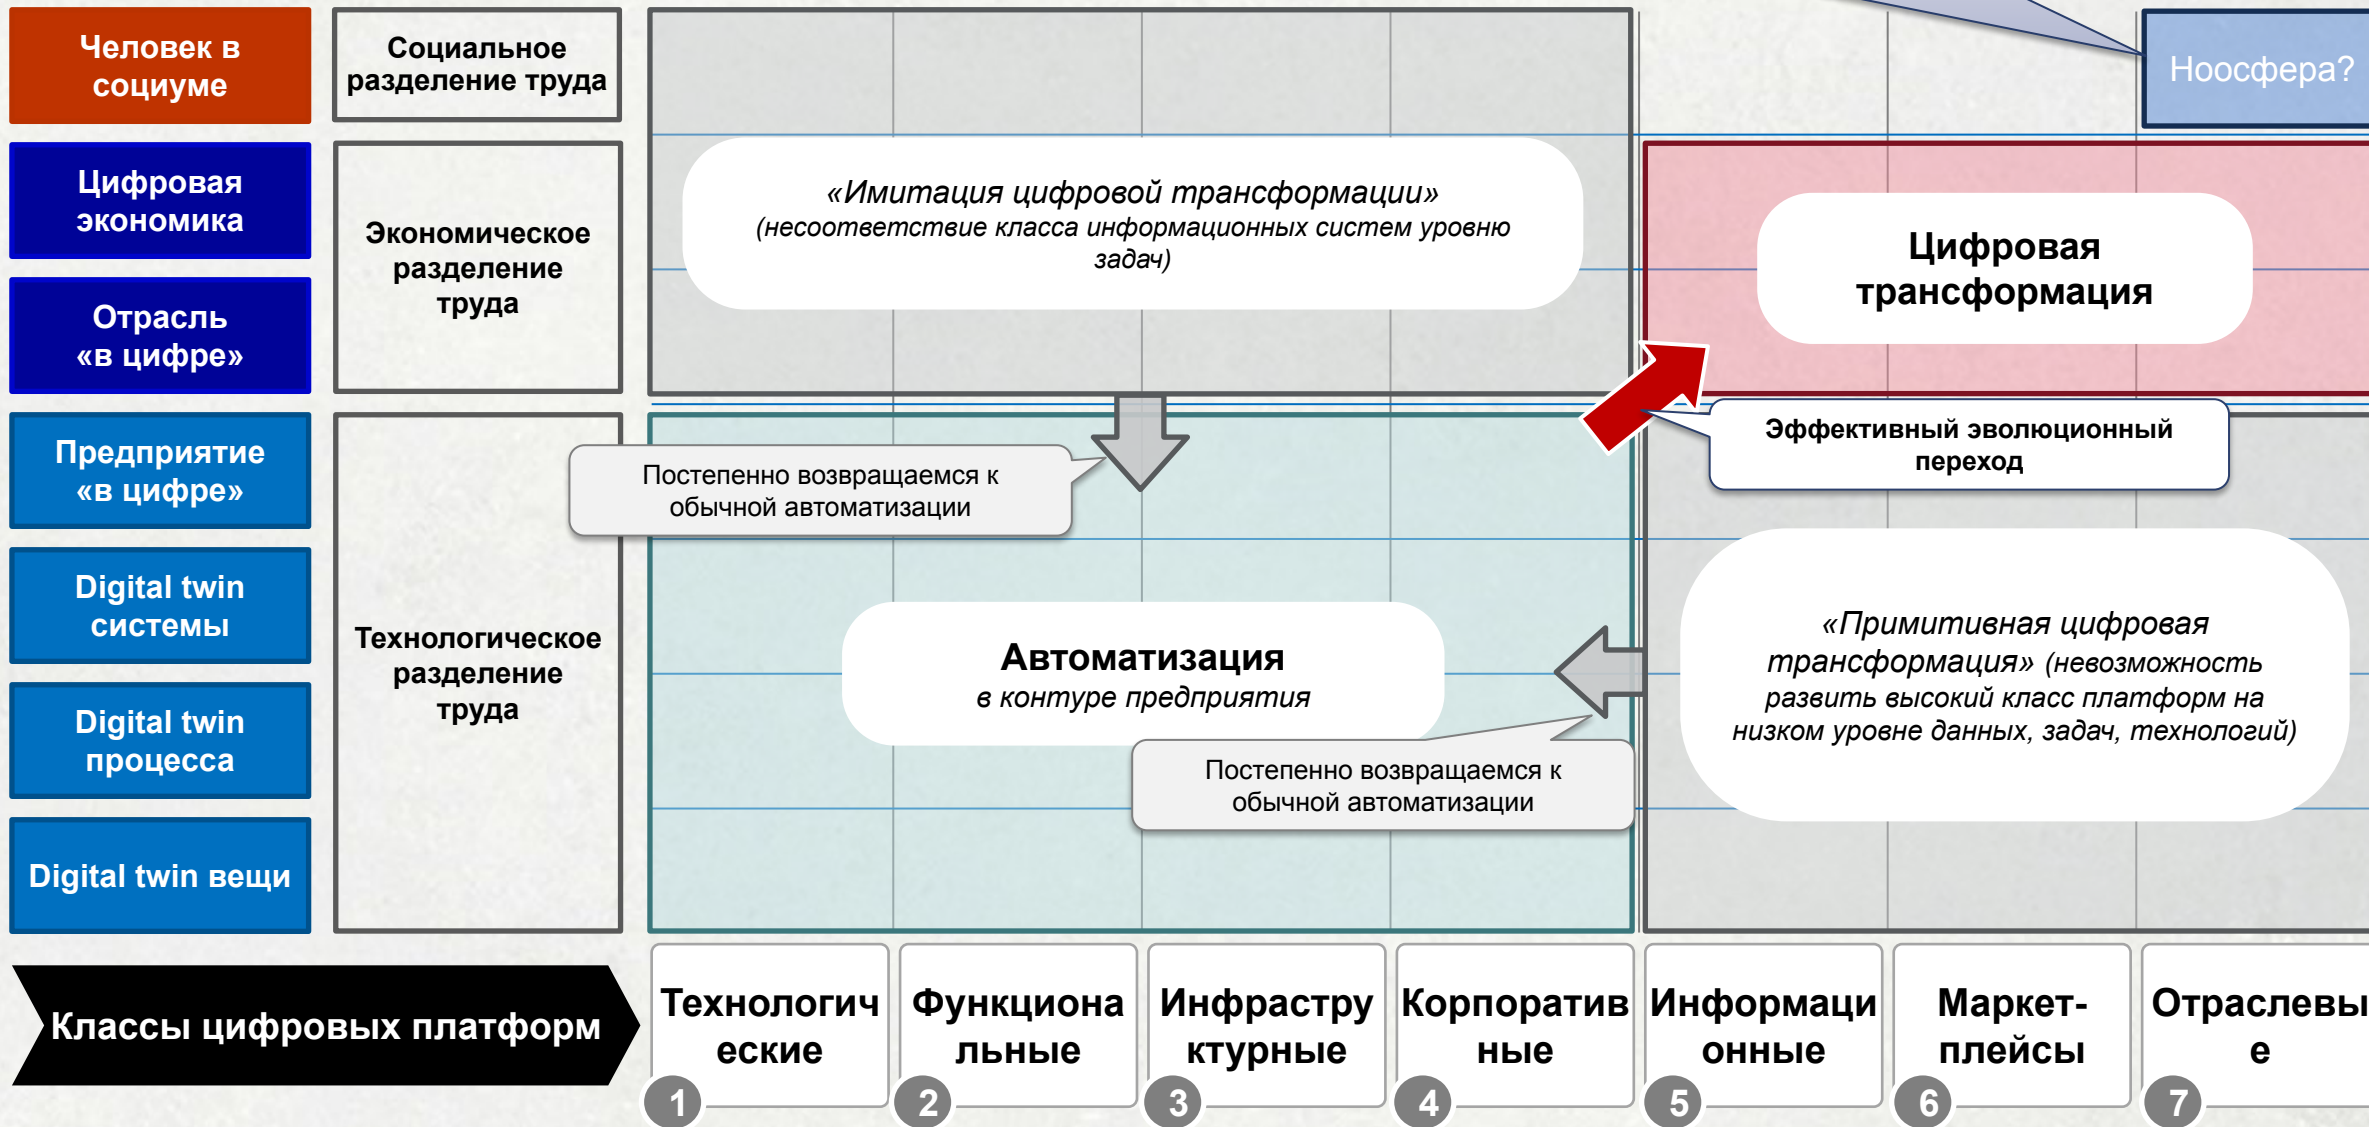 Человек в
социуме
Социальное
разделение труда
Ноосфера?
Цифровая
экономика
Экономическое
разделение
труда
«Имитация цифровой трансформации»
(несоответствие класса информационных систем уровню
задач)
Цифровая
трансформация
Отрасль
«в цифре»
Предприятие
«в цифре»
Постепенно возвращаемся к
обычной автоматизации
Эффективный эволюционный
переход
Digital twin
системы
Технологическое
разделение
труда
Автоматизация
в контуре предприятия
«Примитивная цифровая
трансформация» (невозможность
развить высокий класс платформ на
низком уровне данных, задач, технологий)
Digital twin
процесса
Постепенно возвращаемся к
обычной автоматизации
Digital twin вещи
Классы цифровых платформ
Технологич
еские
1
Функциона
льные
2
Инфрастру
ктурные
3
Корпоратив
ные
4
Информаци
онные
5
Маркет-
плейсы
6
Отраслевы
е
7